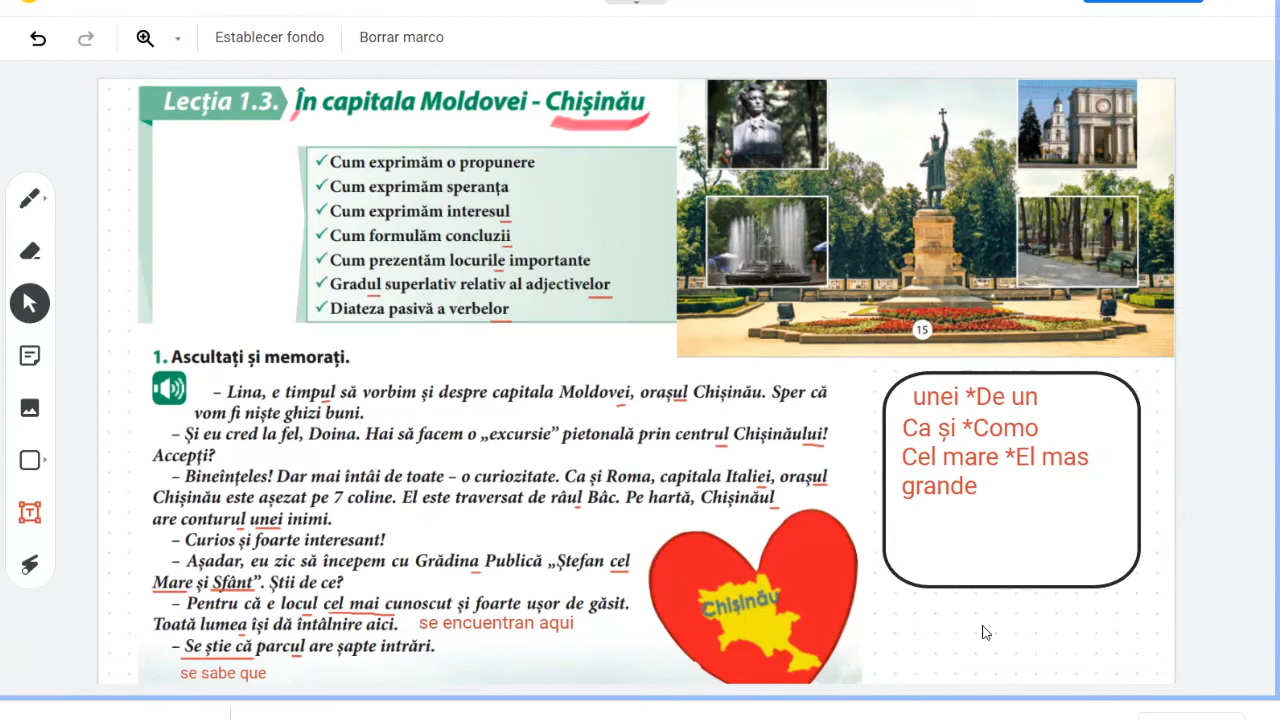 Establecer fondo
Borrar marco
Lecția 1.3. În capitala Moldovei - Chișinău
✓ Cum exprimăm o propunere
✓ Cum exprimăm speranța
✓ Cum exprimăm interesul
✓ Cum formulăm concluzii
✓ Cum prezentăm locurile importante
✓ Gradul superlativ relativ al adjectivelor
✓ Diateza pasivă a verbelor
15
1. Ascultați și memorați.
– Lina, e timpul să vorbim și despre capitala Moldovei, orașul Chișinău. Sper că
vom fi niște ghizi buni.
– Și eu cred la fel, Doina. Hai să facem o „excursie” pietonală prin centrul Chișinăului!
Accepți?
– Bineînțeles! Dar mai întâi de toate – o curiozitate. Ca și Roma, capitala Italiei, orașul
Chișinău este așezat pe 7 coline. El este traversat de râul Bâc. Pe hartă, Chișinăul
are conturul unei inimi.
– Curios și foarte interesant!
– Așadar, eu zic să începem cu Grădina Publică „Ștefan cel
Mare și Sfânt”. Știi de ce?
– Pentru că e locul cel mai cunoscut și foarte ușor de găsit.
Toată lumea își dă întâlnire aici. se encuentran aqui
– Se știe că parcul are șapte intrări.
se sabe que
Chișinău
unei *De un
Ca și *Como
Cel mare *El mas
grande